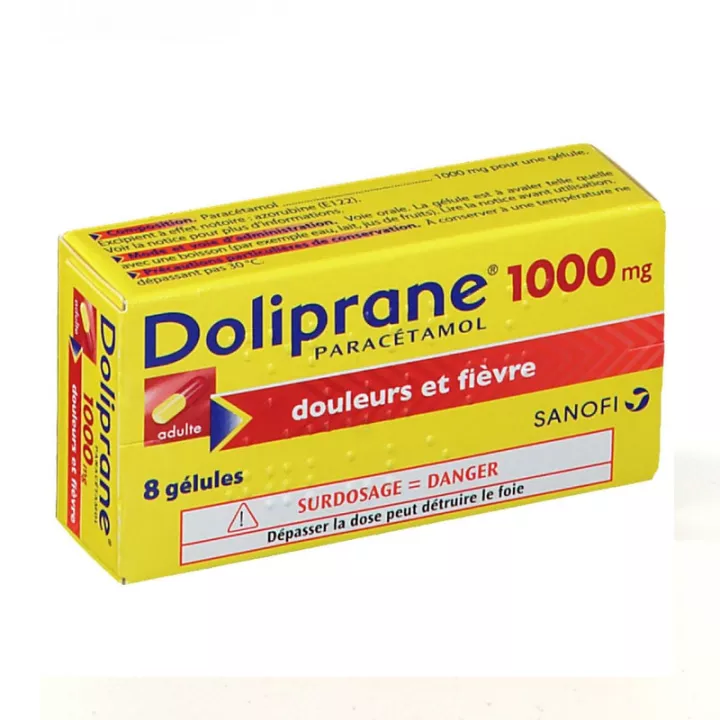 Composition. Paracétamol ........ 1000 mg pour une gélule.
Excipient à effet notoire : azorubine (E122).
Voir la notice pour plus d'informations.
Mode et voie d'administration. Voie orale. La gélule est à avaler telle quelle
avec une boisson (par exemple eau, lait, jus de fruits). Lire la notice avant utilisation.
Précautions particulières de conservation. À conserver à une température ne
dépassant pas 30°C.
Doliprane® 1000 mg
PARACÉTAMOL
douleurs et fièvre
adulte
SANOFI
8 gélules
SURDOSAGE = DANGER
Dépasser la dose peut détruire le foie
adulte
Doliprane®
1000 mg
PARACÉTAMOL
douleurs et fièvre